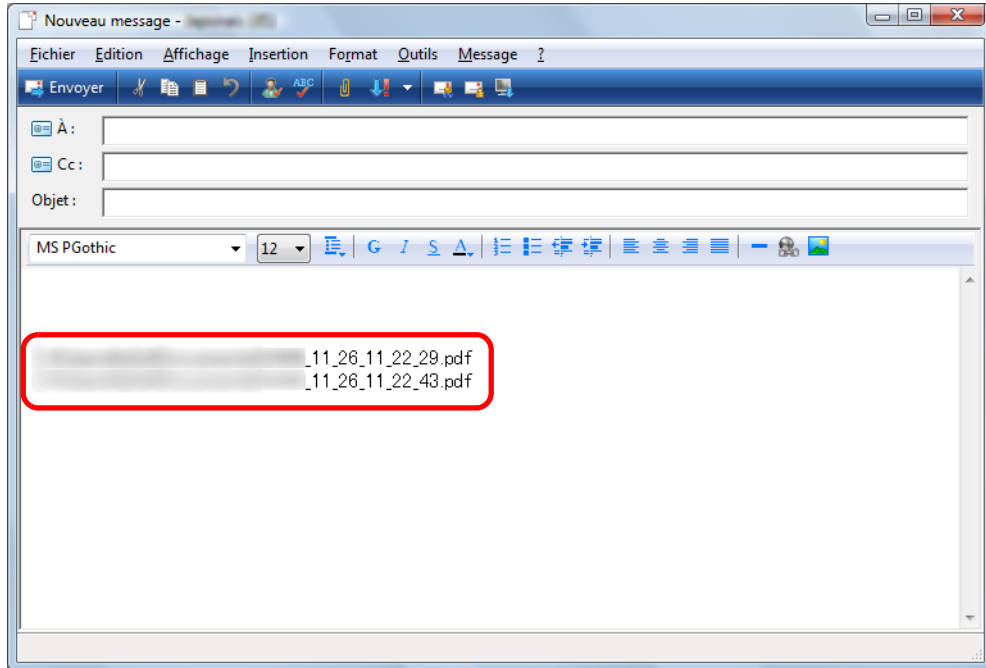 Nouveau message -
Fichier Edition Affichage Insertion Format Outils Message ?
Envoyer ABC
À :
Cc :
Objet :
MS PGothic 12 G I S A
_11_26_11_22_29.pdf
_11_26_11_22_43.pdf